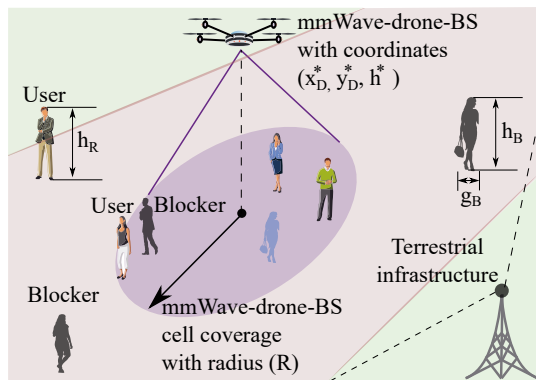 mmWave-drone-BS
with coordinates
(x*D, y*D, h*)
User
hR
hB
gB
User
Blocker
Terrestrial
infrastructure
Blocker
mmWave-drone-BS
cell coverage
with radius (R)